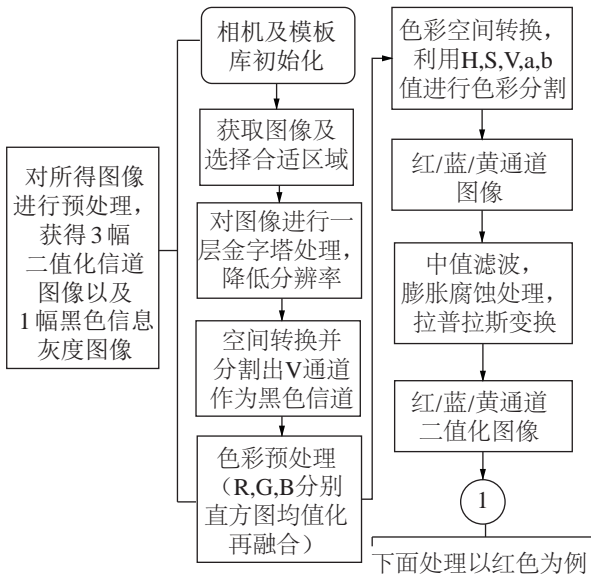 对所得图像
进行预处理,
获得3幅
二值化信道
图像以及
1幅黑色信息
灰度图像
相机及模板
库初始化
获取图像及
选择合适区域
对图像进行一
层金字塔处理,
降低分辨率
空间转换并
分割出V通道
作为黑色信道
色彩预处理
(R,G,B分别
直方图均值化
再融合)
色彩空间转换,
利用H,S,V,a,b
值进行色彩分割
红/蓝/黄通道
图像
中值滤波,
膨胀腐蚀处理,
拉普拉斯变换
红/蓝/黄通道
二值化图像
1
下面处理以红色为例